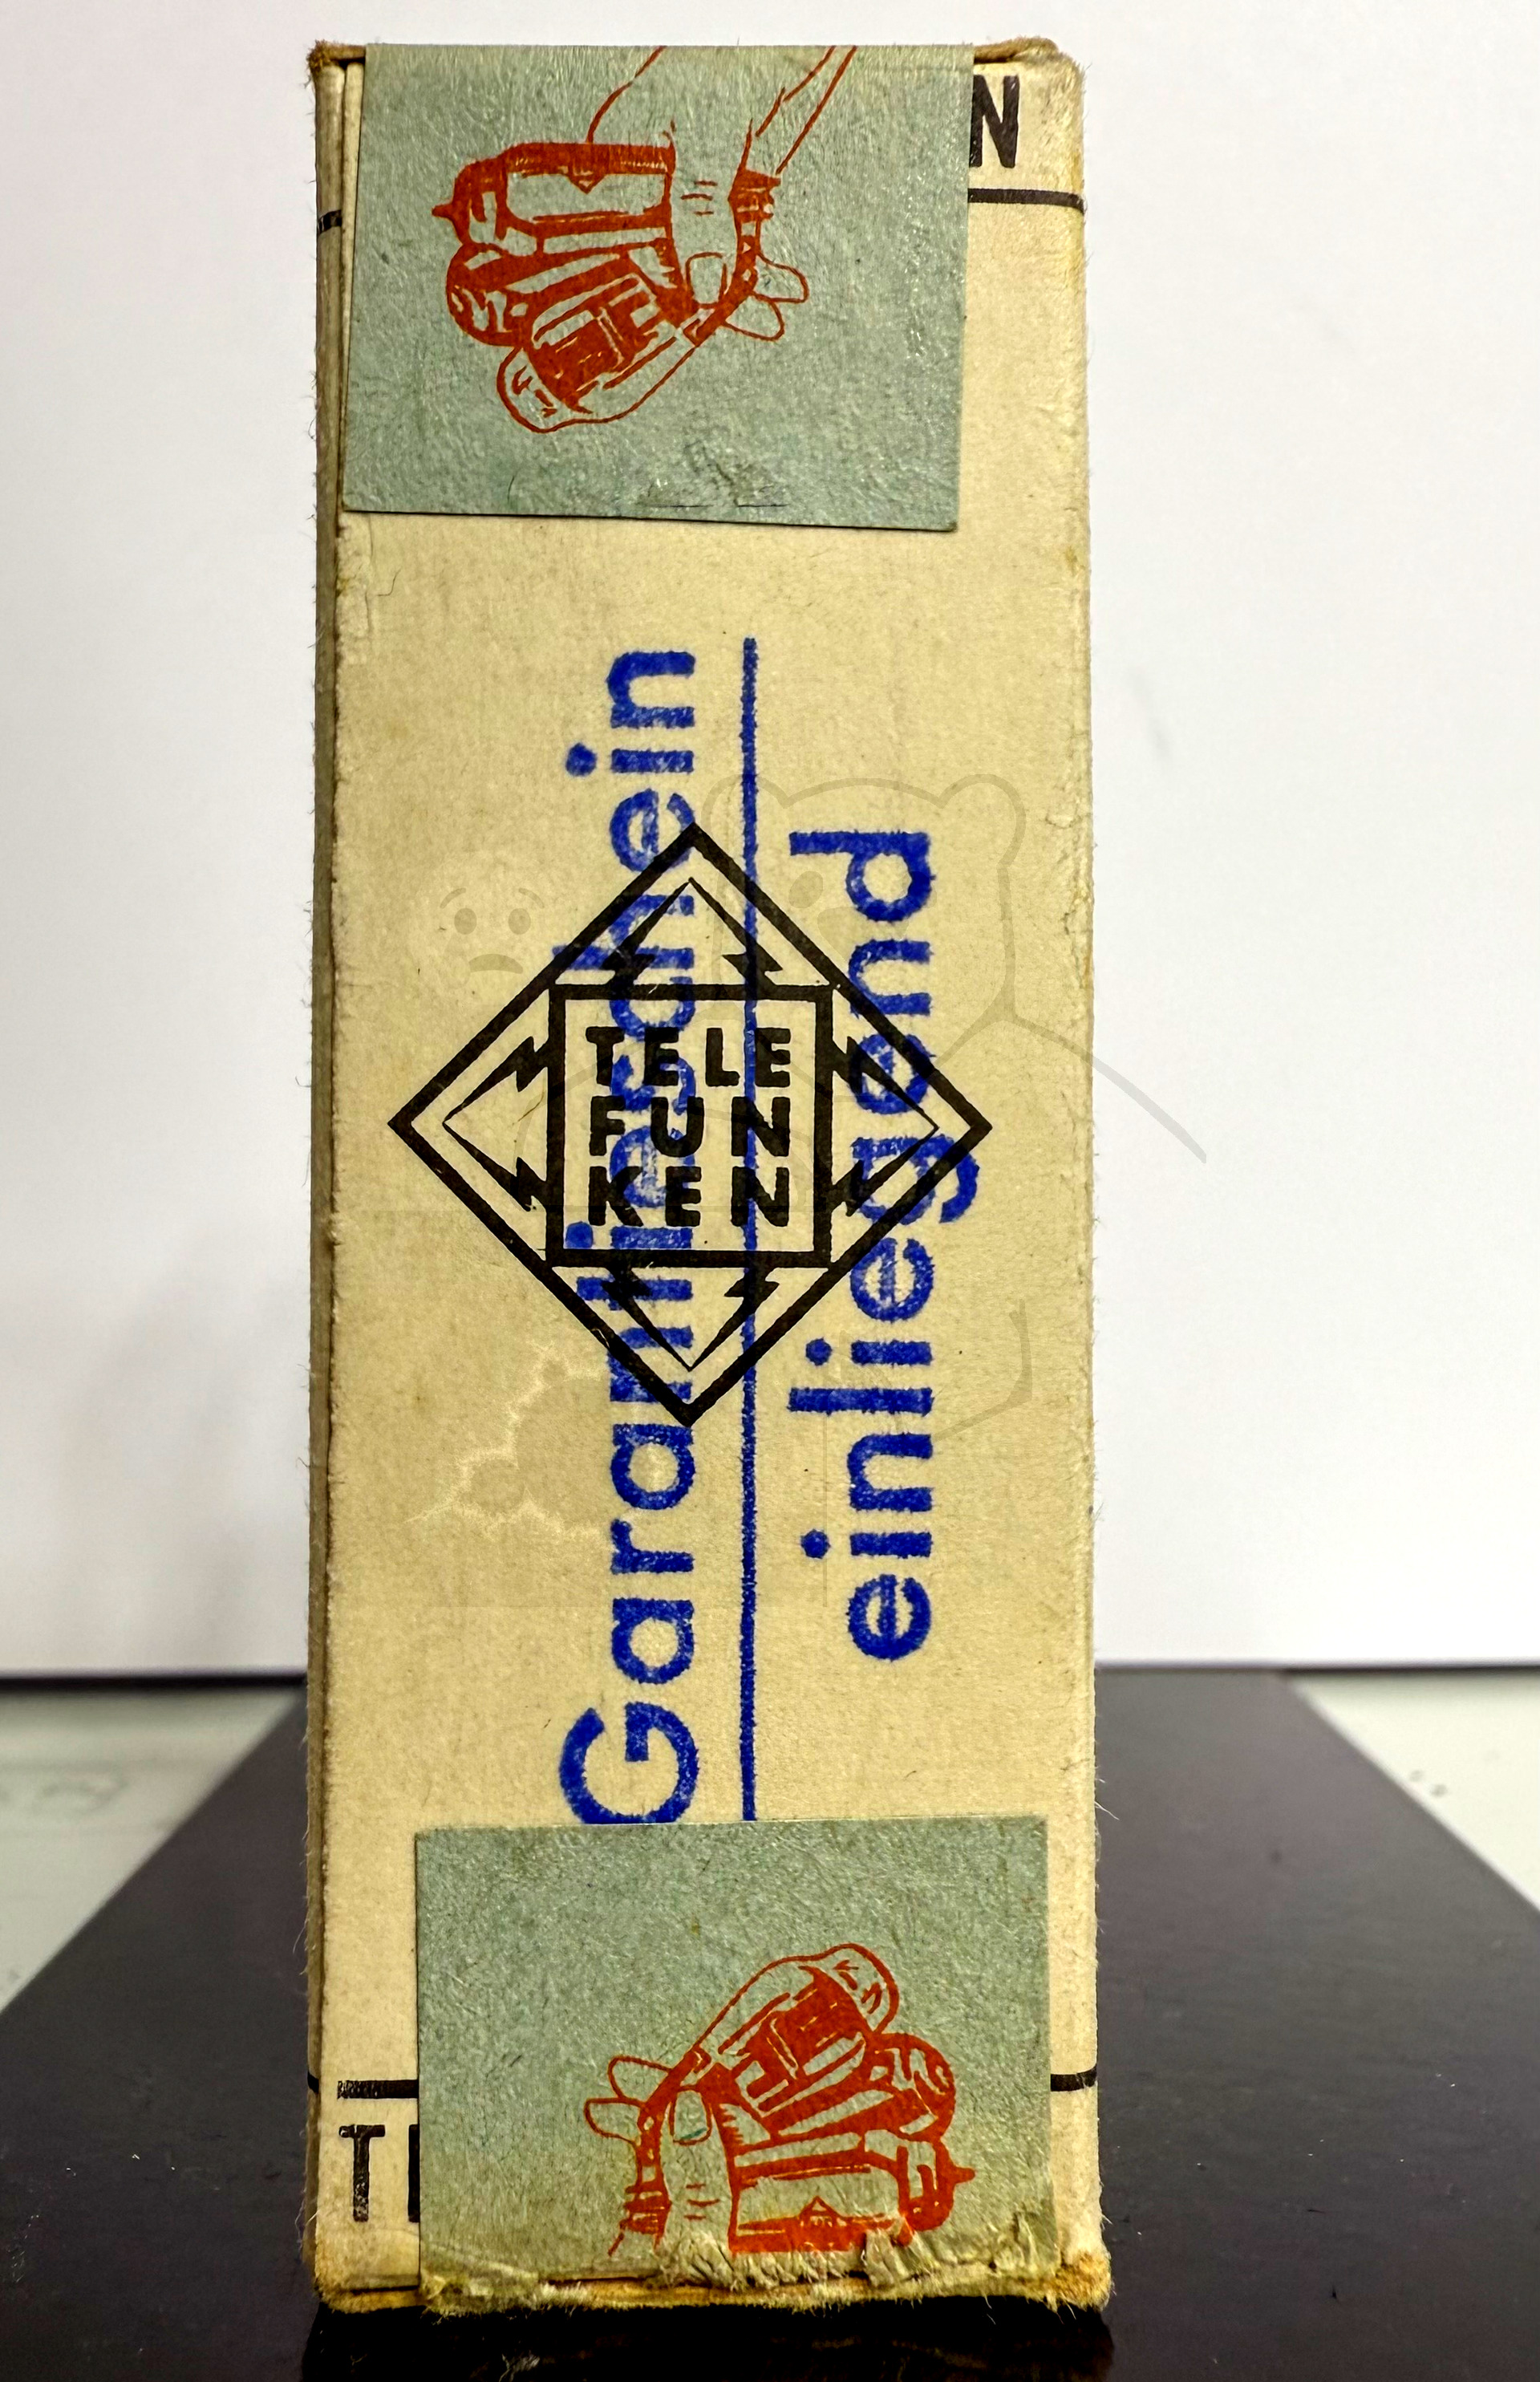 N
Garantieschein
einliegend
TELE
FUN
KEN
T